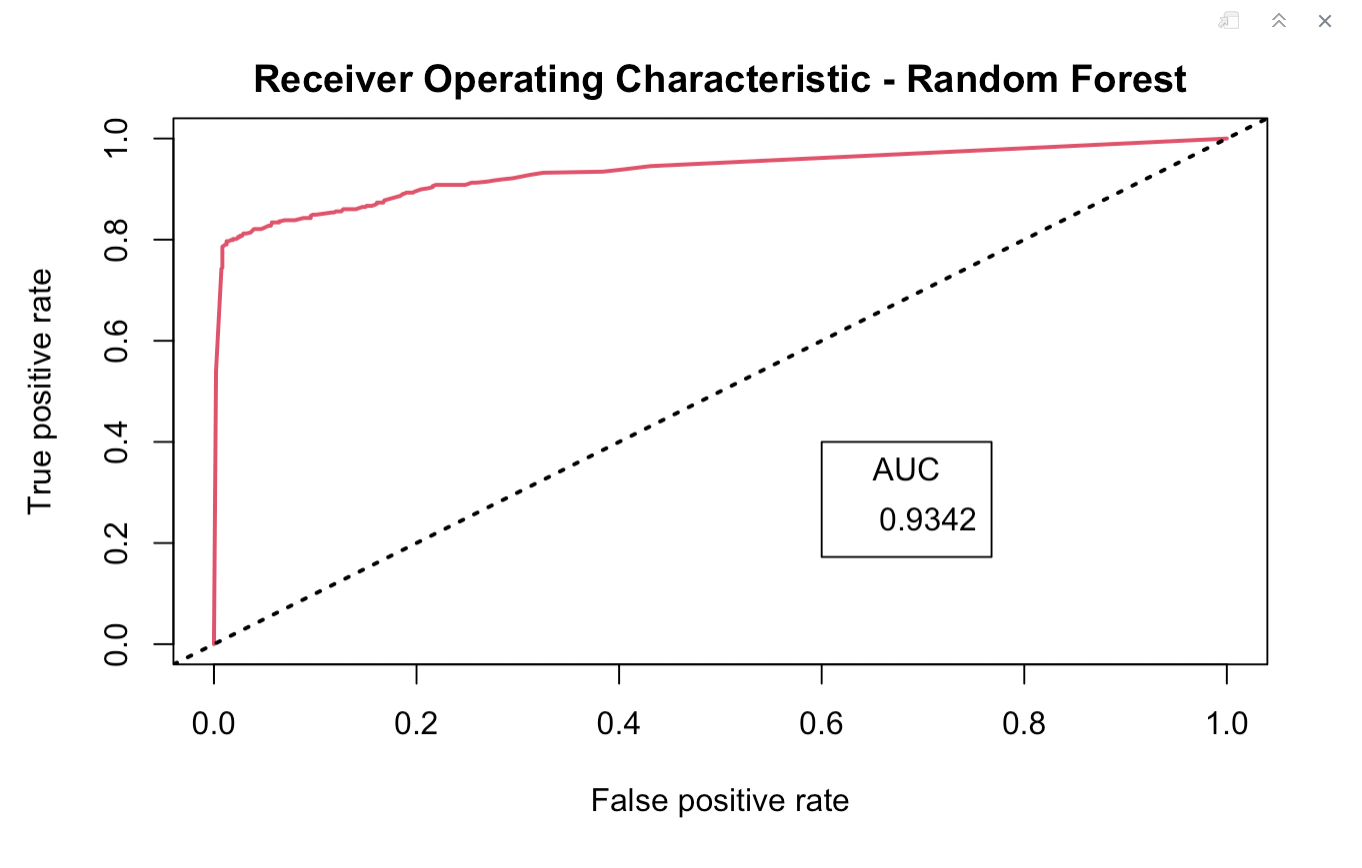 Receiver Operating Characteristic - Random Forest
True positive rate
1.0
0.8
0.6
0.4
0.2
0.0
AUC
0.9342
0.0 0.2 0.4 0.6 0.8 1.0
False positive rate